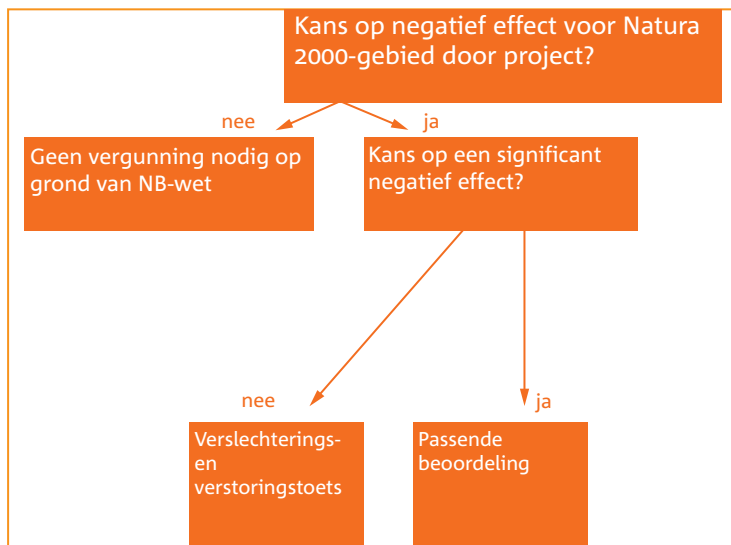 Kans op negatief effect voor Natura
2000-gebied door project?
nee
ja
Geen vergunning nodig op
grond van NB-wet
Kans op een significant
negatief effect?
nee
ja
Verslechterings-
en
verstoringstoets
Passende
beoordeling